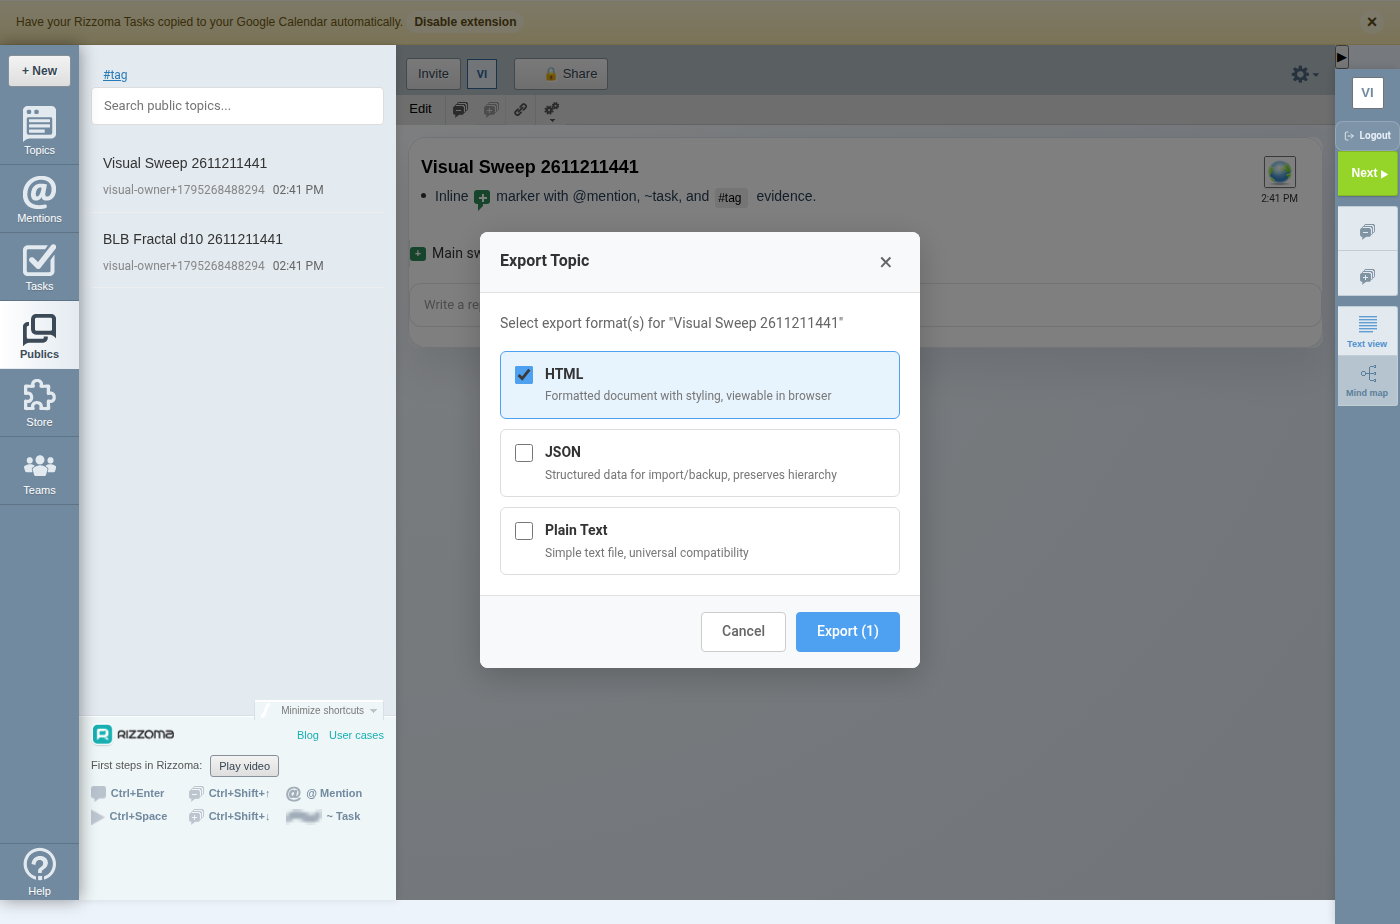 Have your Rizzoma Tasks copied to your Google Calendar automatically. Disable extension ×
+ New
Topics
Mentions
Tasks
Publics
Store
Teams
Help
#tag
Search public topics...
Visual Sweep 2611211441
visual-owner+1795268488294 02:41 PM
BLB Fractal d10 2611211441
visual-owner+1795268488294 02:41 PM
Minimize shortcuts
RIZZOMA
Blog User cases
First steps in Rizzoma: Play video
Ctrl+Enter Ctrl+Shift+↑ @ Mention
Ctrl+Space Ctrl+Shift+↓ ~ Task
Invite VI Share
Edit
Visual Sweep 2611211441
• Inline marker with @mention, ~task, and #tag evidence.
2:41 PM
Main sw
Write a rep
Export Topic ×
Select export format(s) for "Visual Sweep 2611211441"
HTML
Formatted document with styling, viewable in browser
JSON
Structured data for import/backup, preserves hierarchy
Plain Text
Simple text file, universal compatibility
Cancel Export (1)
VI
Logout
Next
Text view
Mind map